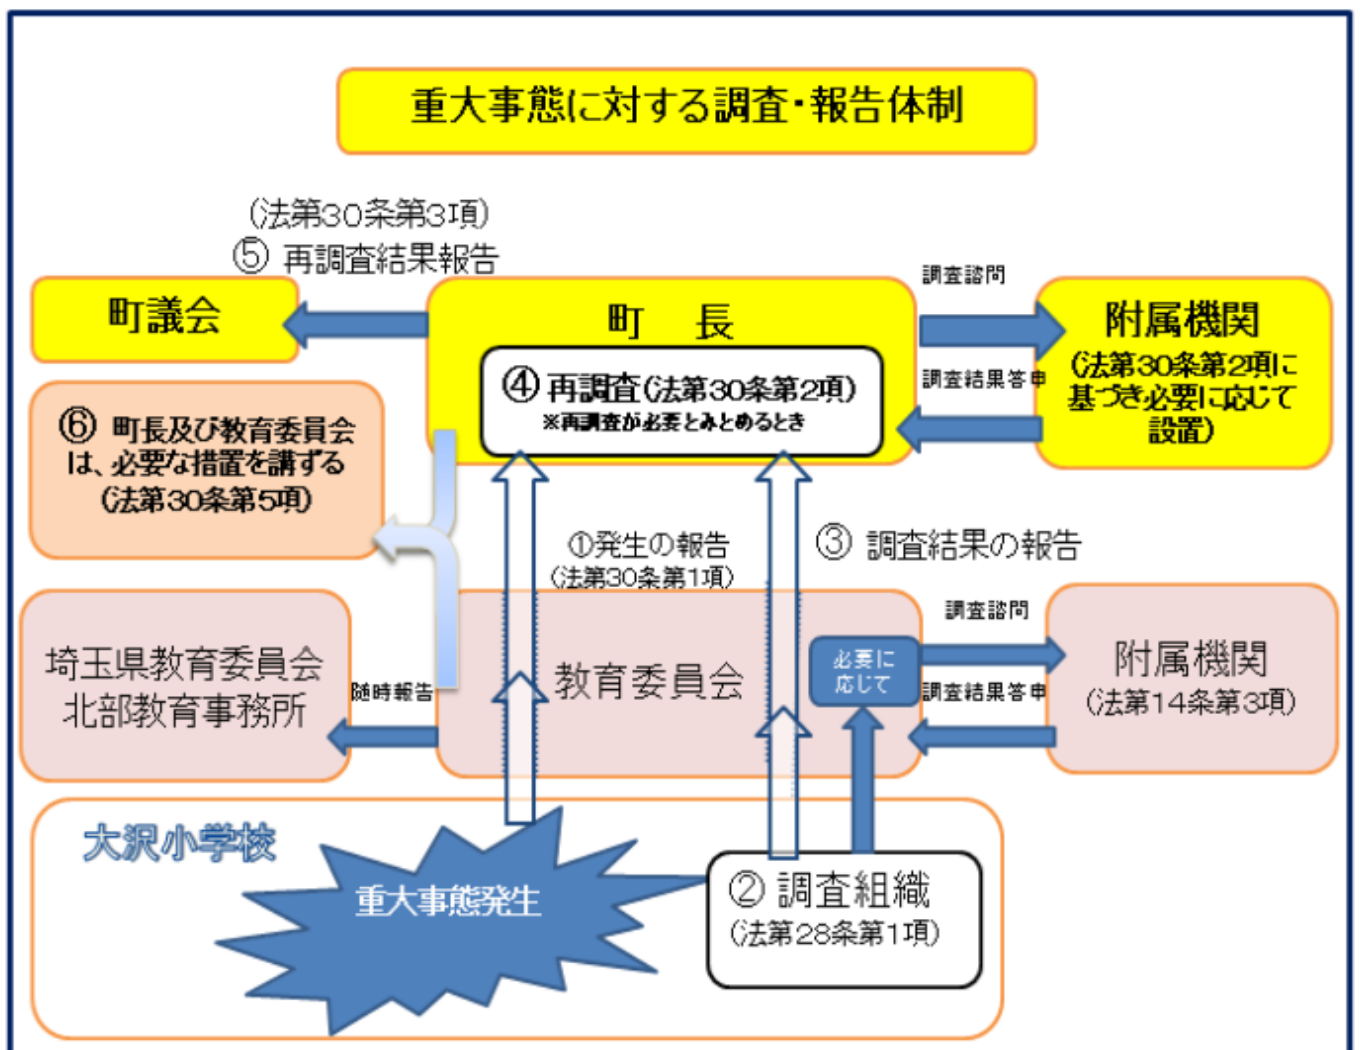 重大事態に対する調査・報告体制
(法第30条第3項)
⑤ 再調査結果報告
町議会
町 長
④ 再調査(法第30条第2項)
※再調査が必要とみとめるとき
調査諮問
調査結果答申
附属機関
(法第30条第2項に
基づき必要に応じて
設置)
⑥ 町長及び教育委員会
は、必要な措置を講ずる
(法第30条第5項)
①発生の報告
(法第30条第1項)
③ 調査結果の報告
埼玉県教育委員会
北部教育事務所
随時報告
教育委員会
必要に
応じて
調査諮問
調査結果答申
附属機関
(法第14条第3項)
大沢小学校
重大事態発生
② 調査組織
(法第28条第1項)